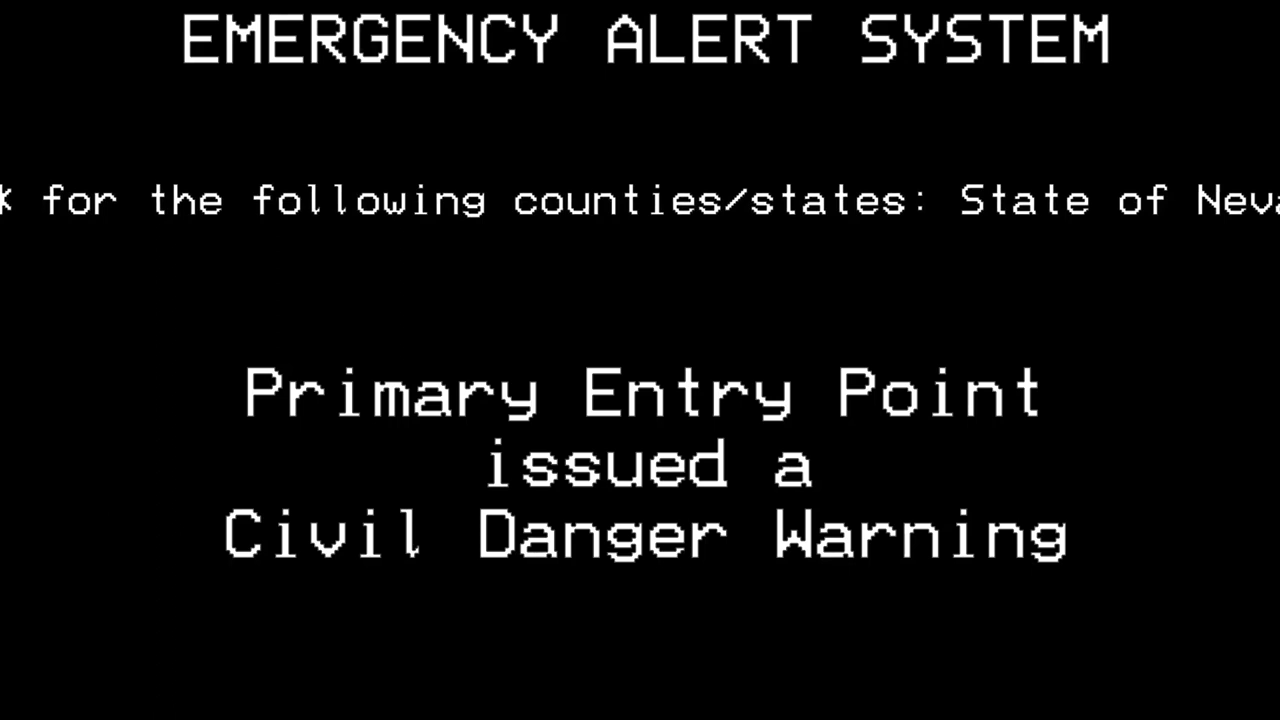 EMERGENCY ALERT SYSTEM
for the following counties/states: State of
Primary Entry Point
issued a
Civil Danger Warning